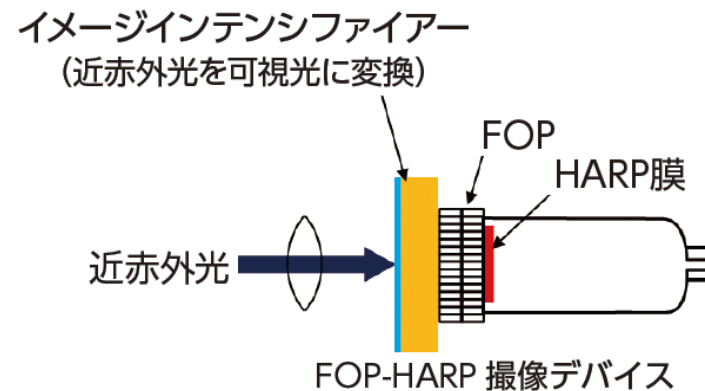 イメージインテンシファイアー
（近赤外光を可視光に変換）
FOP
HARP膜
近赤外光
FOP-HARP 撮像デバイス